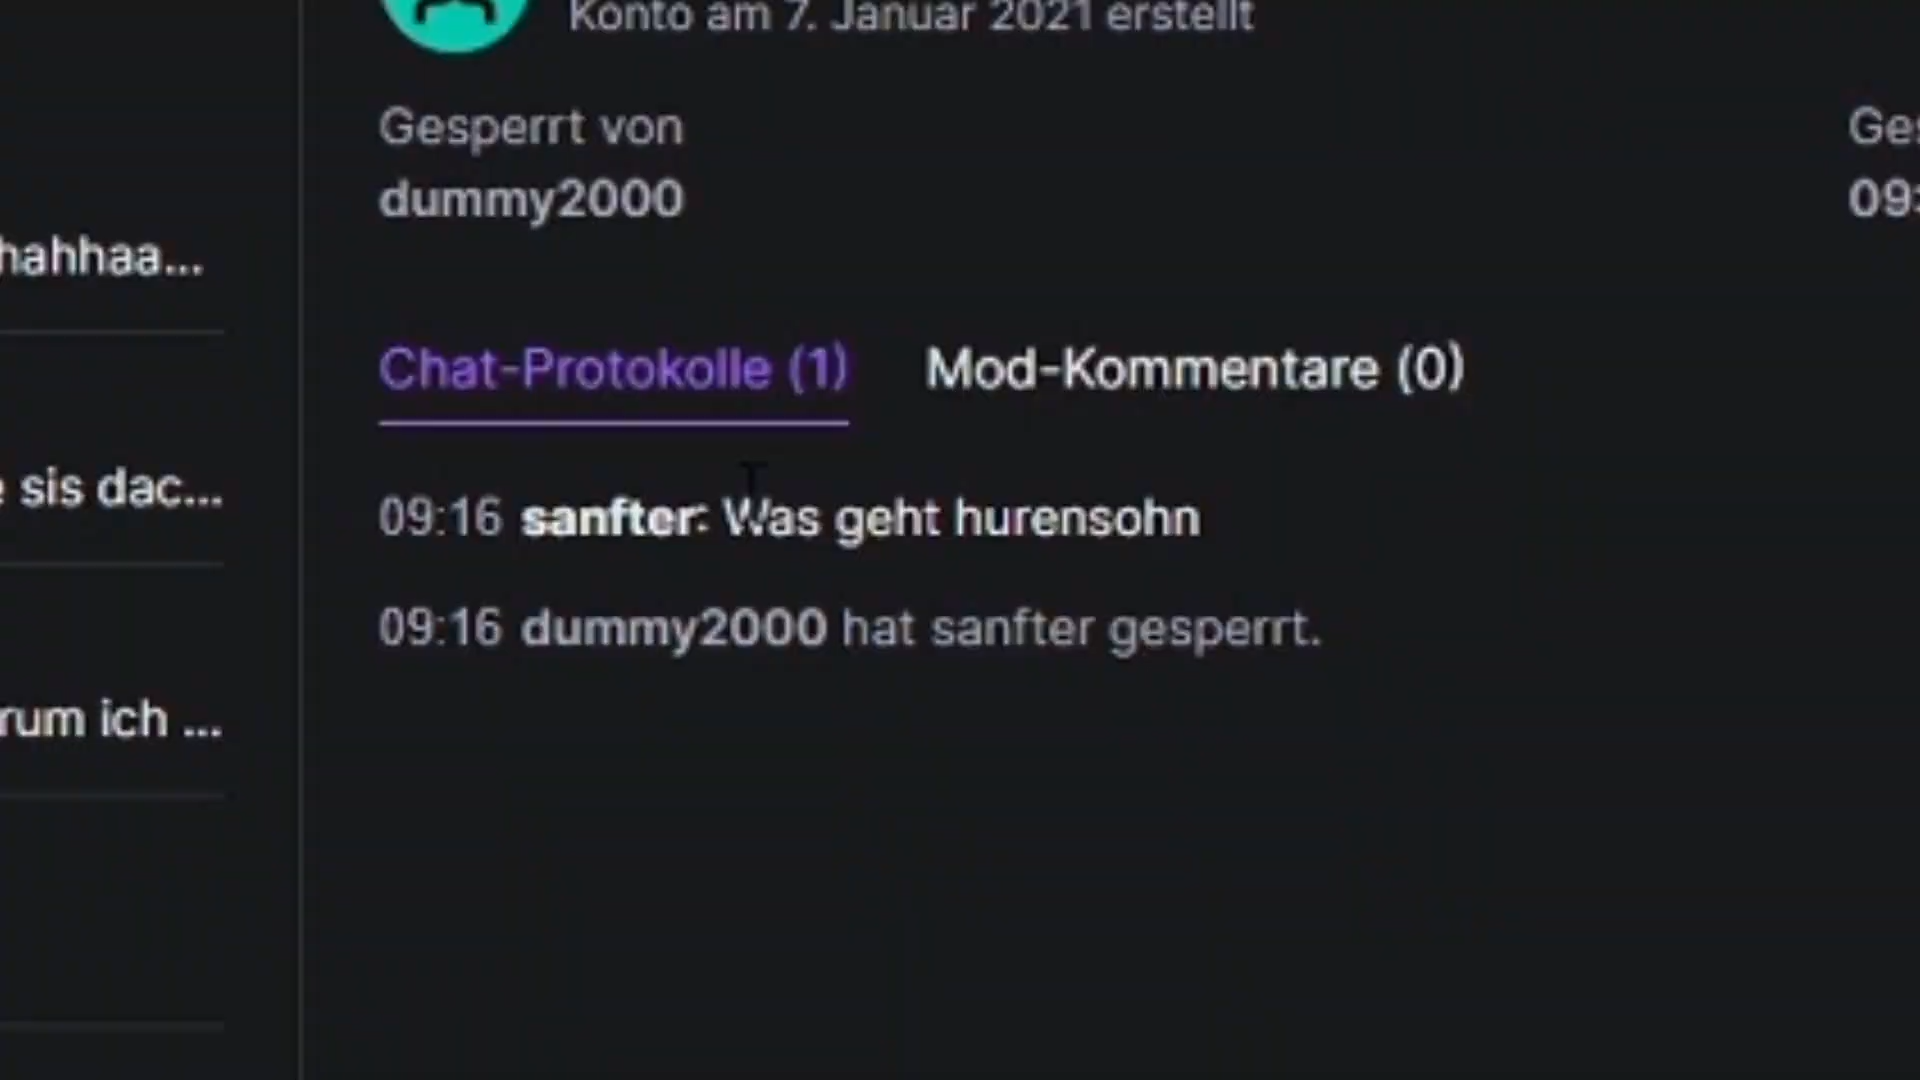 Konto am 7. Januar 2021 erstellt
Gesperrt von
dummy2000
hahhaa...
Chat-Protokolle (1)
Mod-Kommentare (0)
sis dac...
09:16 sanfter: Was geht hurensohn
09:16 dummy2000 hat sanfter gesperrt.
ich ...